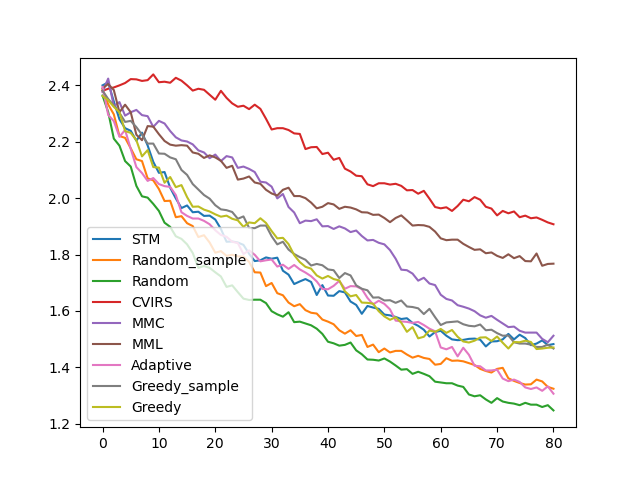 2.4
2.2
2.0
1.8
1.6
1.4
1.2
STM
Random_sample
Random
CVIRS
MMC
MML
Adaptive
Greedy_sample
Greedy
0 10 20 30 40 50 60 70 80